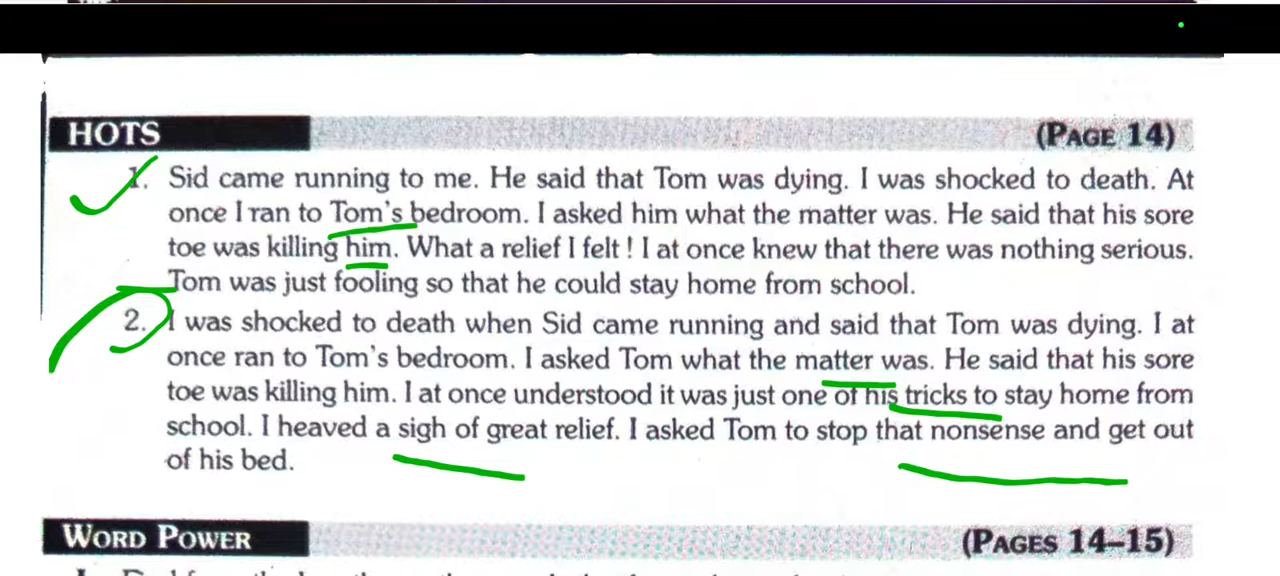 HOTS (PAGE 14)
1. Sid came running to me. He said that Tom was dying. I was shocked to death. At
once I ran to Tom's bedroom. I asked him what the matter was. He said that his sore
toe was killing him. What a relief I felt ! I at once knew that there was nothing serious.
Tom was just fooling so that he could stay home from school.
2. I was shocked to death when Sid came running and said that Tom was dying. I at
once ran to Tom's bedroom. I asked Tom what the matter was. He said that his sore
toe was killing him. I at once understood it was just one of his tricks to stay home from
school. I heaved a sigh of great relief. I asked Tom to stop that nonsense and get out
of his bed.
WORD POWER (PAGES 14–15)